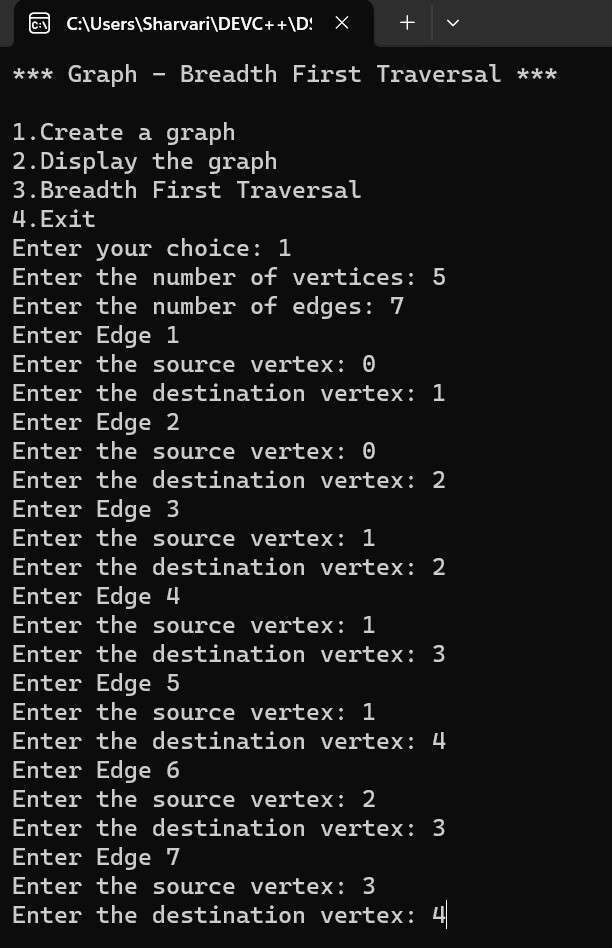 C:\Users\Sharvari\DEVC++\DS
*** Graph - Breadth First Traversal ***
1.Create a graph
2.Display the graph
3.Breadth First Traversal
4.Exit
Enter your choice: 1
Enter the number of vertices: 5
Enter the number of edges: 7
Enter Edge 1
Enter the source vertex: 0
Enter the destination vertex: 1
Enter Edge 2
Enter the source vertex: 0
Enter the destination vertex: 2
Enter Edge 3
Enter the source vertex: 1
Enter the destination vertex: 2
Enter Edge 4
Enter the source vertex: 1
Enter the destination vertex: 3
Enter Edge 5
Enter the source vertex: 1
Enter the destination vertex: 4
Enter Edge 6
Enter the source vertex: 2
Enter the destination vertex: 3
Enter Edge 7
Enter the source vertex: 3
Enter the destination vertex: 4